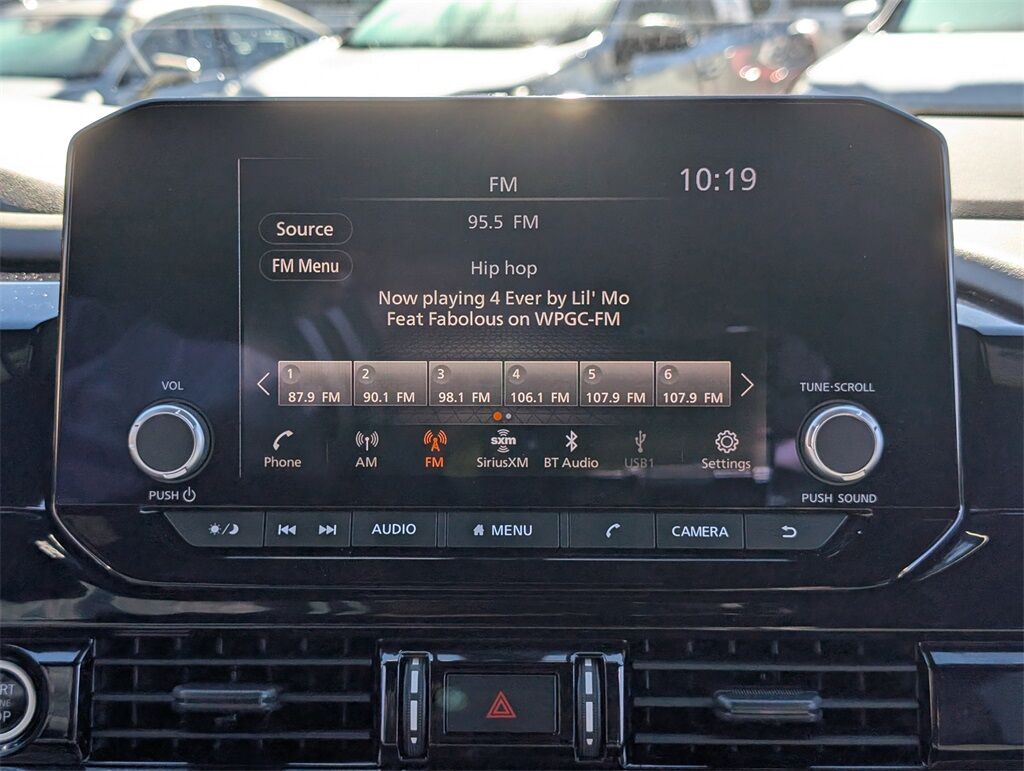 FM
10:19
Source
95.5 FM
FM Menu
Hip hop
Now playing 4 Ever by Lil' Mo
Feat Fabolous on WPGC-FM
VOL
TUNE·SCROLL
1 2 3 4 5 6
87.9 FM 90.1 FM 98.1 FM 106.1 FM 107.9 FM 107.9 FM
sxm
Phone AM FM SiriusXM BT Audio USB1 Settings
PUSH
PUSH SOUND
AUDIO MENU CAMERA